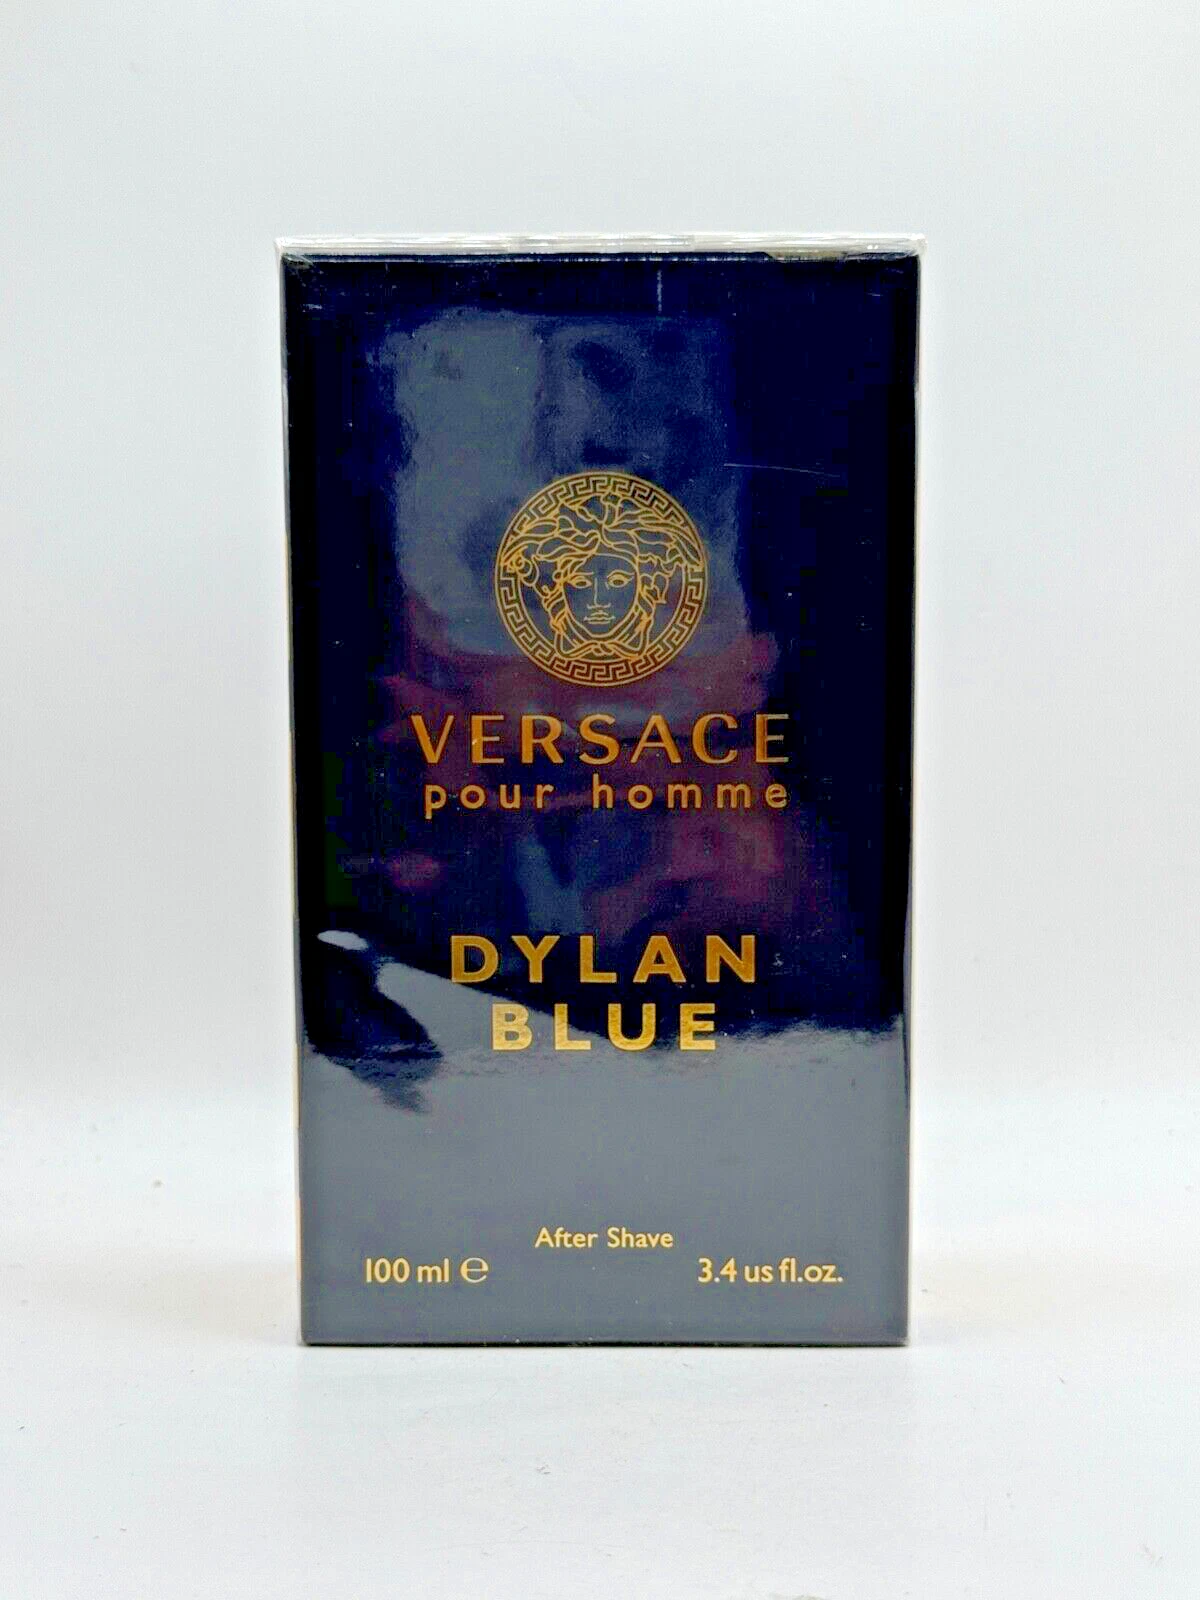 VERSACE
pour homme
DYLAN
BLUE
After Shave
100 ml ℮ 3.4 us fl.oz.